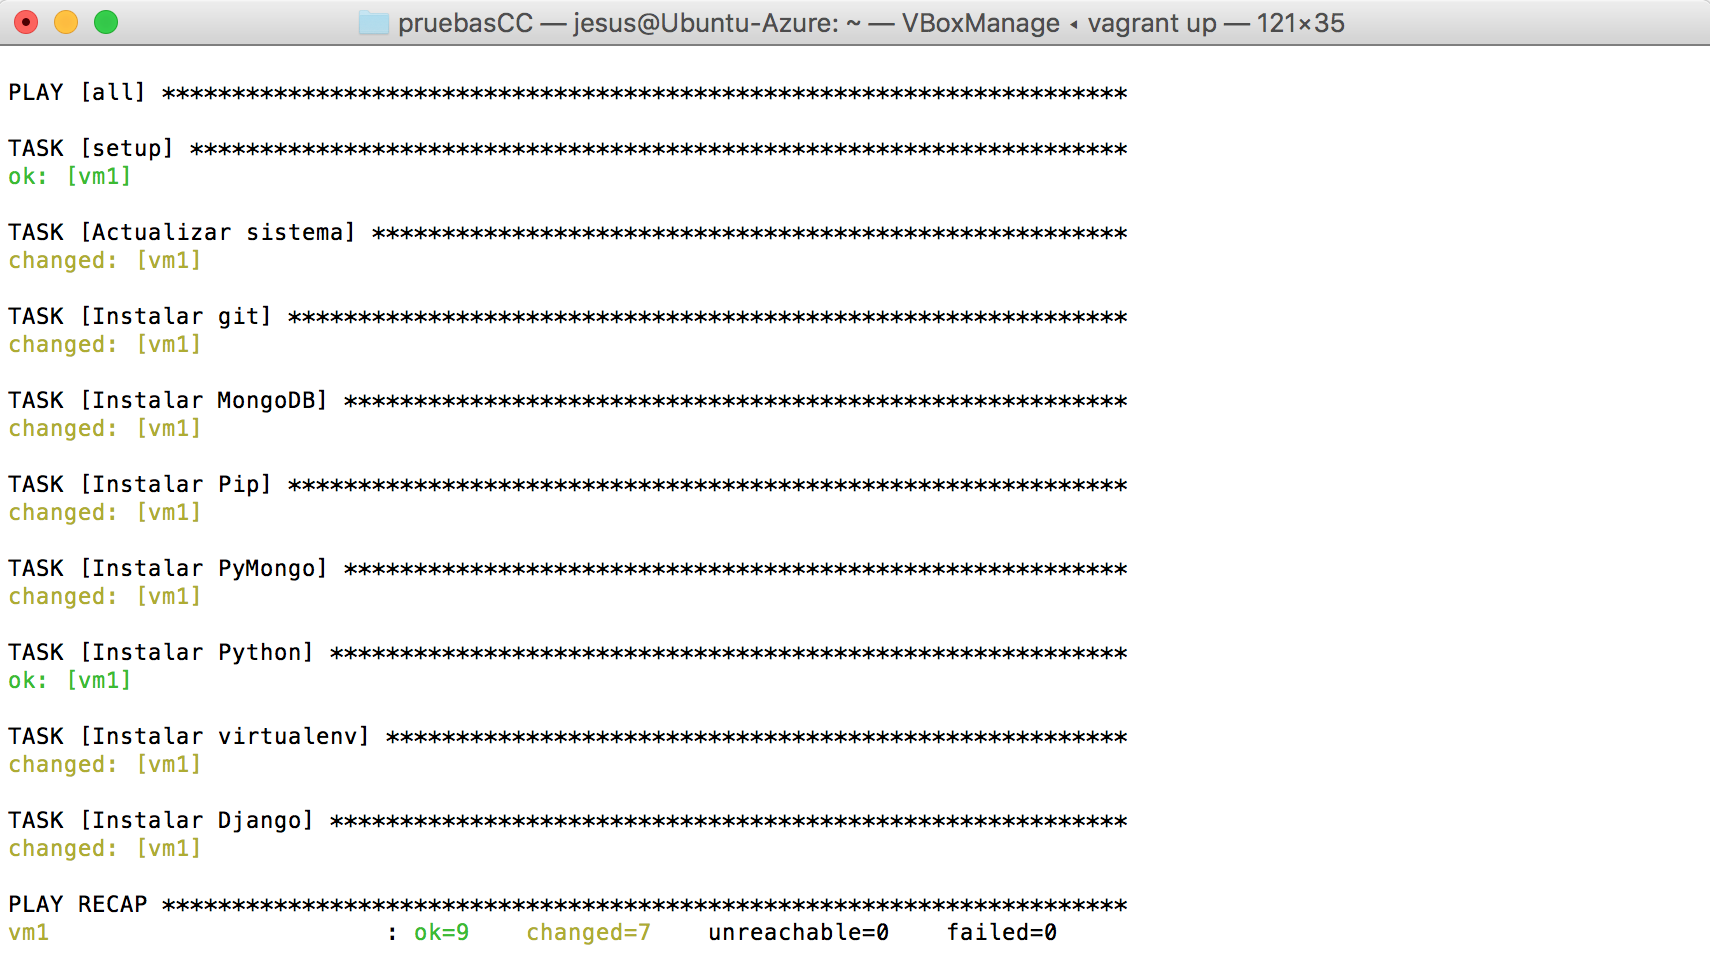 pruebasCC — jesus@Ubuntu-Azure: ~ — VBoxManage ◂ vagrant up — 121×35
PLAY [all] *********************************************************************
TASK [setup] *******************************************************************
ok: [vm1]
TASK [Actualizar sistema] ******************************************************
changed: [vm1]
TASK [Instalar git] ************************************************************
changed: [vm1]
TASK [Instalar MongoDB] ********************************************************
changed: [vm1]
TASK [Instalar Pip] ************************************************************
changed: [vm1]
TASK [Instalar PyMongo] ********************************************************
changed: [vm1]
TASK [Instalar Python] *********************************************************
ok: [vm1]
TASK [Instalar virtualenv] *****************************************************
changed: [vm1]
TASK [Instalar Django] *********************************************************
changed: [vm1]
PLAY RECAP *********************************************************************
vm1                        : ok=9    changed=7    unreachable=0    failed=0